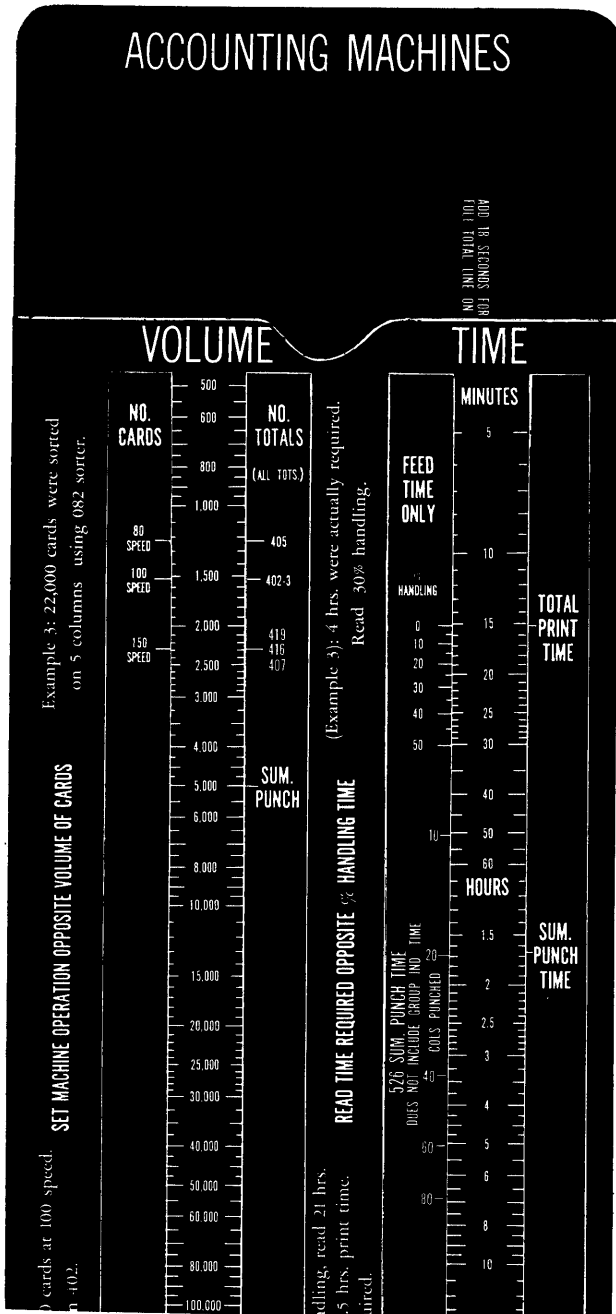 ACCOUNTING MACHINES
ADD 18 SECONDS FOR
FULL TOTAL LINE ON
VOLUME
TIME
Example 3: 22,000 cards were sorted
on 5 columns using 082 sorter.
SET MACHINE OPERATION OPPOSITE VOLUME OF CARDS
cards at 100 speed.
402.
NO.
CARDS
80
SPEED
100
SPEED
150
SPEED
500
600
800
1,000
1,500
2,000
2,500
3,000
4,000
5,000
6,000
8,000
10,000
15,000
20,000
25,000
30,000
40,000
50,000
60,000
80,000
100,000
NO.
TOTALS
(ALL TOTS.)
405
402-3
419
416
407
SUM.
PUNCH
(Example 3): 4 hrs. were actually required.
Read 30% handling.
READ TIME REQUIRED OPPOSITE % HANDLING TIME
read 21 hrs.
.5 hrs. print time.
FEED
TIME
ONLY
%
HANDLING
0
10
20
30
40
50
10
20
40
60
80
526 SUM. PUNCH TIME
DOES NOT INCLUDE GROUP IND TIME
COLS PUNCHED
MINUTES
5
10
15
20
25
30
40
50
60
HOURS
1.5
2
2.5
3
4
5
6
8
10
TOTAL
PRINT
TIME
SUM.
PUNCH
TIME